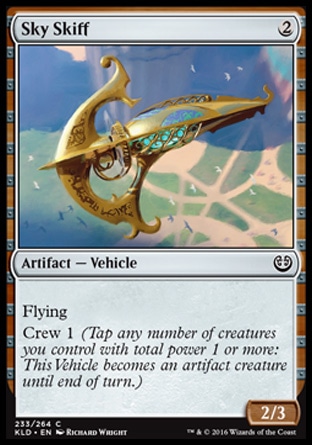 Sky Skiff 2
Artifact — Vehicle
Flying
Crew 1 (Tap any number of creatures
you control with total power 1 or more:
This Vehicle becomes an artifact creature
until end of turn.)
2/3
233/264 C
KLD • EN Richard Wright ™ & © 2016 Wizards of the Coast